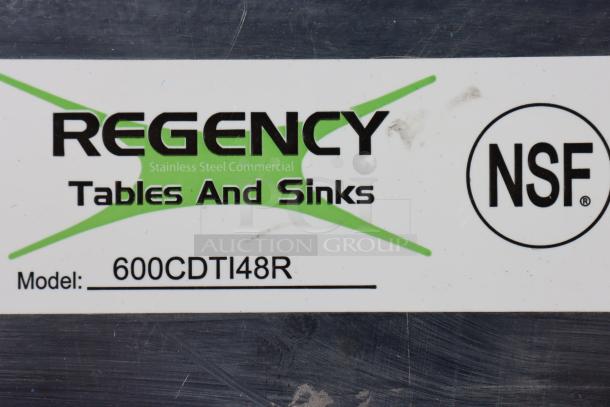 REGENCY
Stainless Steel Commercial
Tables And Sinks
NSF®
AUCTION GROUP
Model: 600CDTI48R